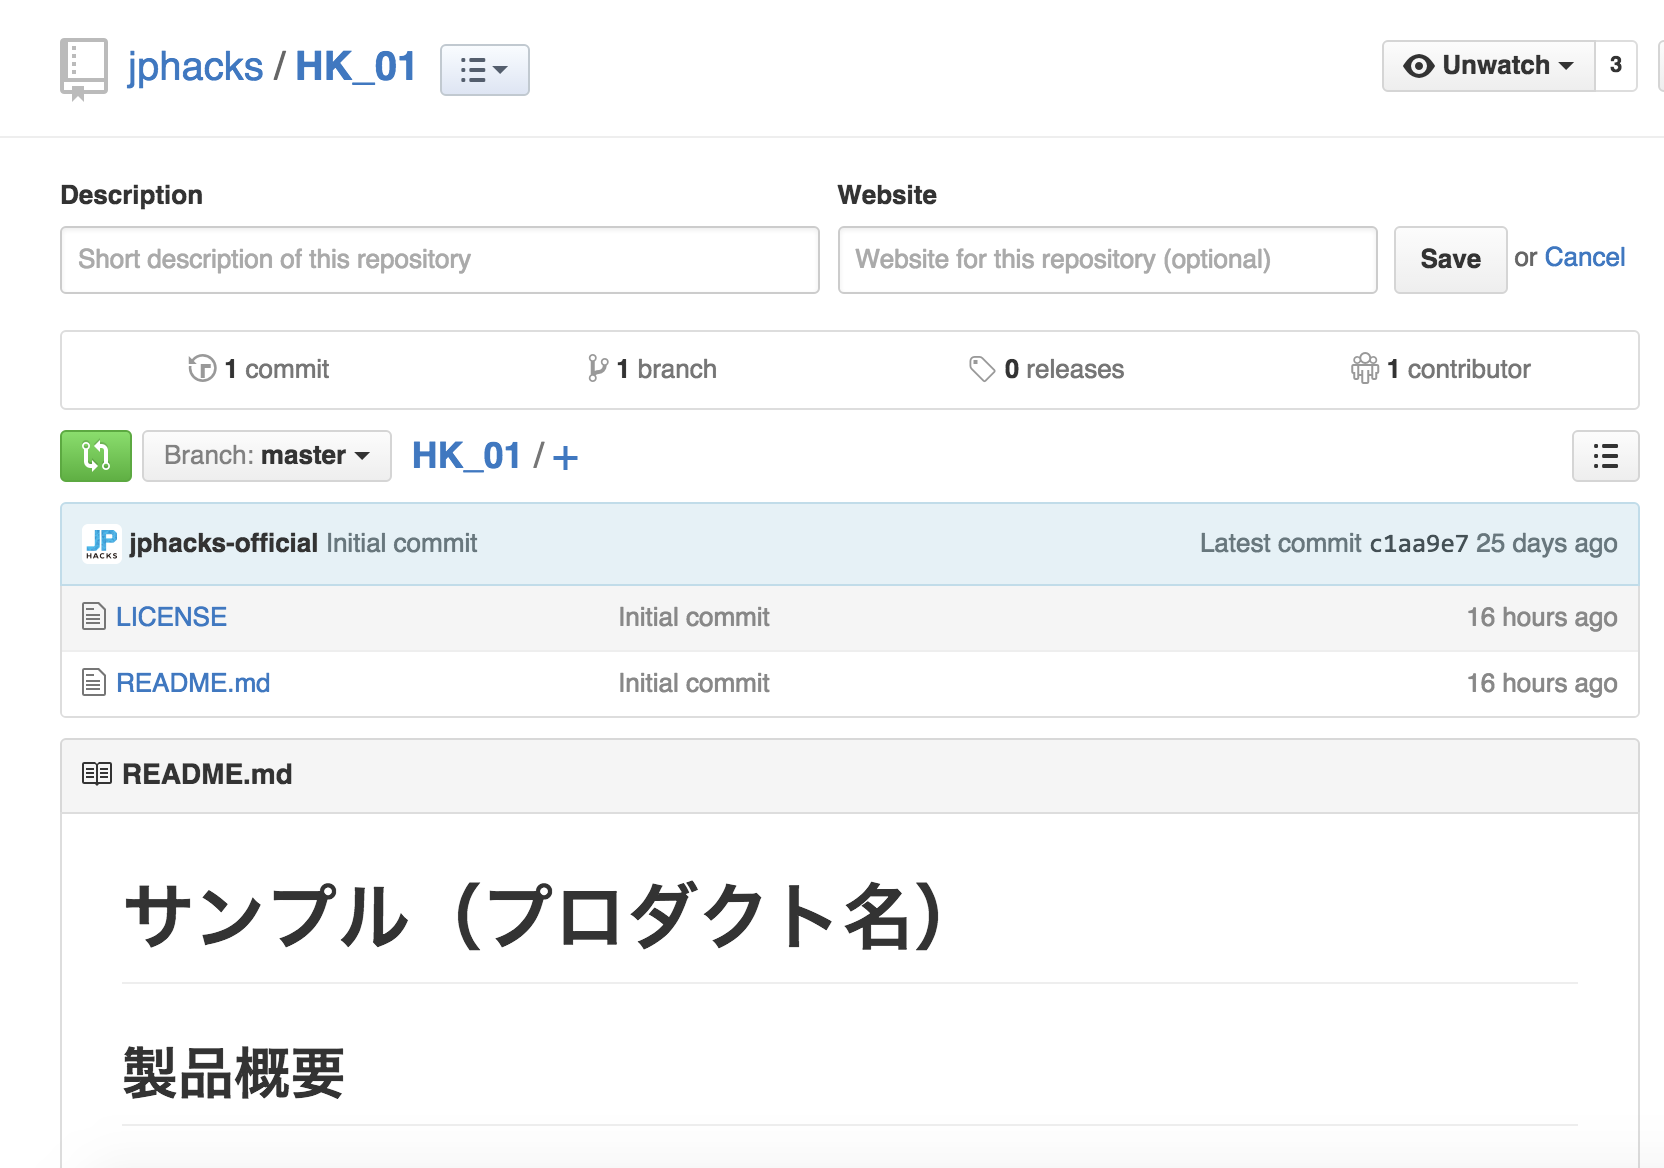 jphacks / HK_01
Unwatch 3
Description
Website
Short description of this repository
Website for this repository (optional)
Save or Cancel
1 commit
1 branch
0 releases
1 contributor
Branch: master HK_01 / +
JP HACKS
jphacks-official Initial commit
Latest commit c1aa9e7 25 days ago
LICENSE Initial commit 16 hours ago
README.md Initial commit 16 hours ago
README.md
サンプル（プロダクト名）
製品概要